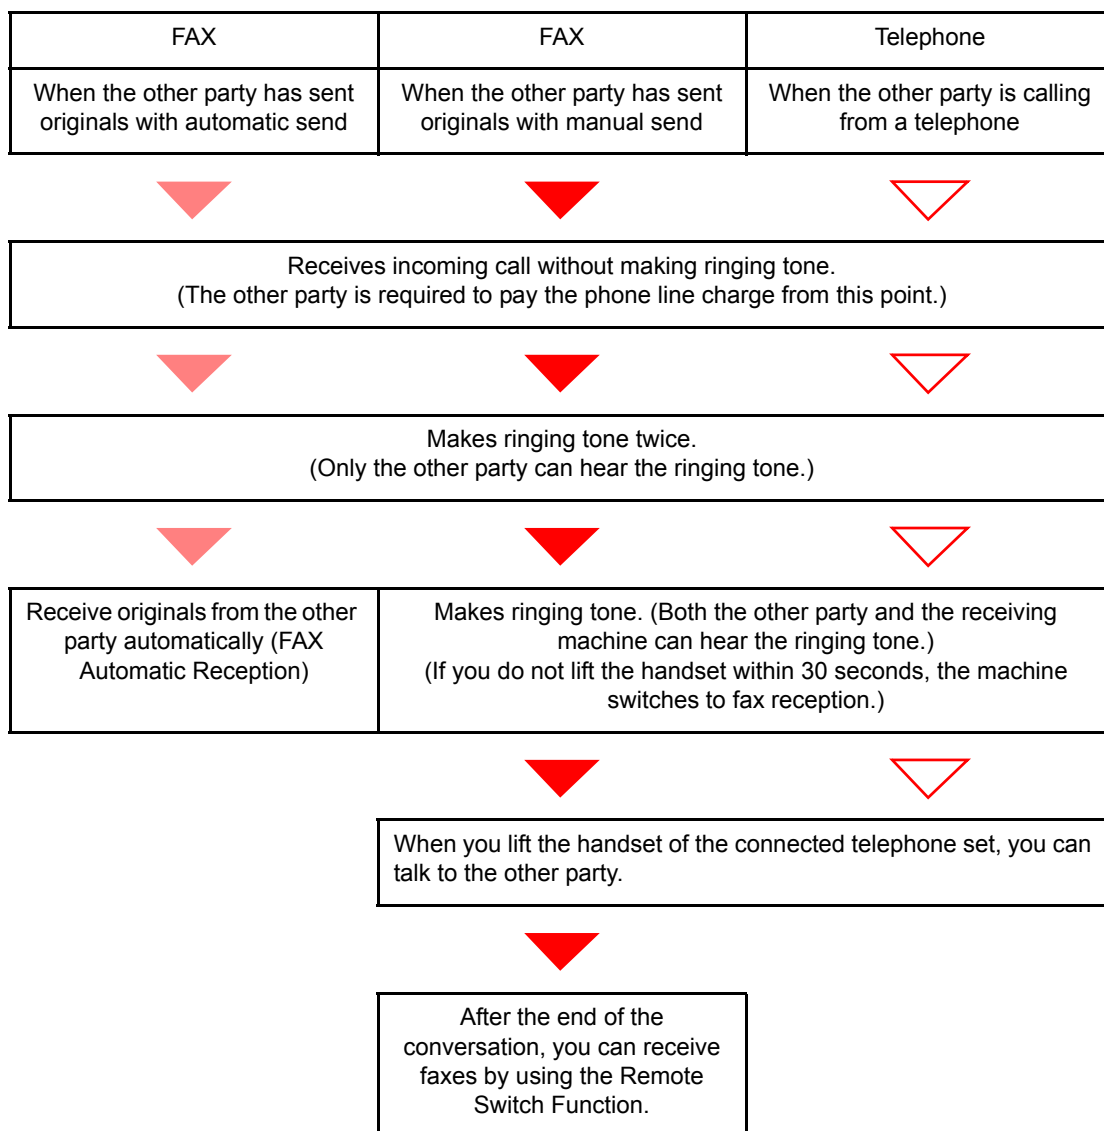 FAX
FAX
Telephone
When the other party has sent
originals with automatic send
When the other party has sent
originals with manual send
When the other party is calling
from a telephone
Receives incoming call without making ringing tone.
(The other party is required to pay the phone line charge from this point.)
Makes ringing tone twice.
(Only the other party can hear the ringing tone.)
Receive originals from the other
party automatically (FAX
Automatic Reception)
Makes ringing tone. (Both the other party and the receiving
machine can hear the ringing tone.)
(If you do not lift the handset within 30 seconds, the machine
switches to fax reception.)
When you lift the handset of the connected telephone set, you can
talk to the other party.
After the end of the
conversation, you can receive
faxes by using the Remote
Switch Function.